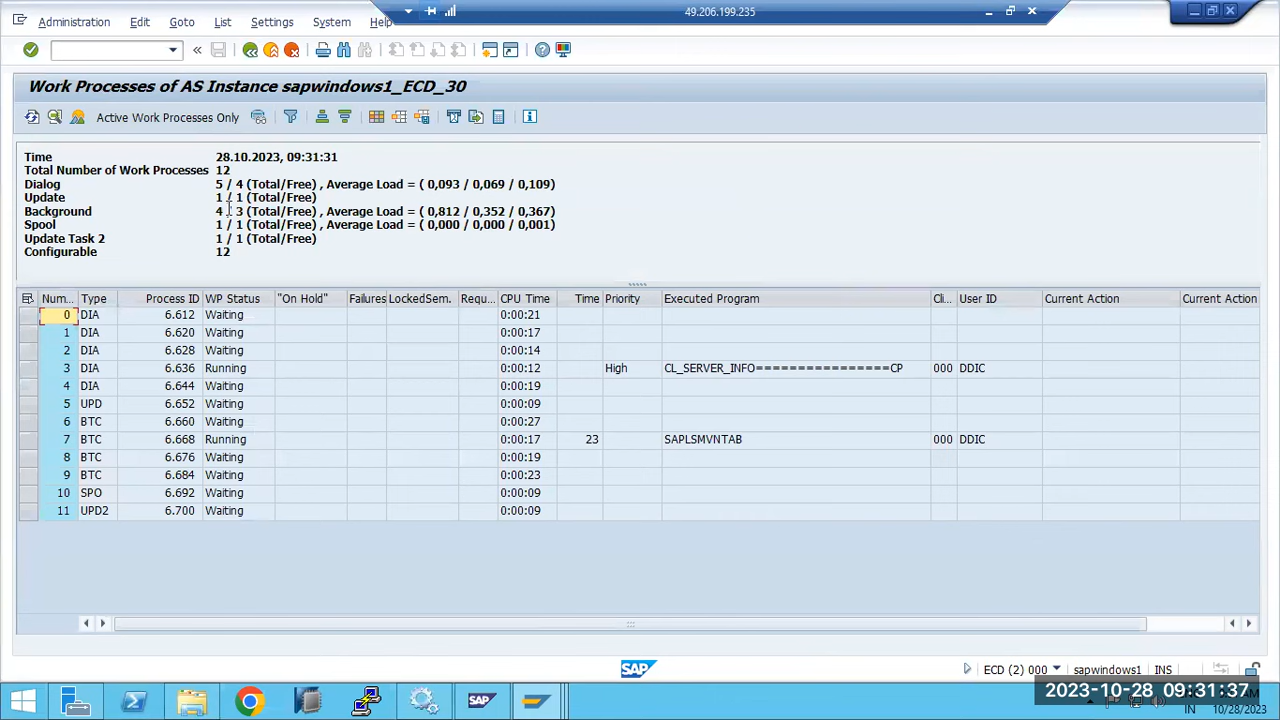 49.206.199.235
Administration Edit Goto List Settings System Help
Work Processes of AS Instance sapwindows1_ECD_30
Active Work Processes Only
Time 28.10.2023, 09:31:31
Total Number of Work Processes 12
Dialog 5 / 4 (Total/Free) , Average Load = ( 0,093 / 0,069 / 0,109)
Update 1 / 1 (Total/Free)
Background 4 / 3 (Total/Free) , Average Load = ( 0,812 / 0,352 / 0,367)
Spool 1 / 1 (Total/Free) , Average Load = ( 0,000 / 0,000 / 0,001)
Update Task 2 1 / 1 (Total/Free)
Configurable 12
Num... Type Process ID WP Status "On Hold" Failures LockedSem. Requ... CPU Time Time Priority Executed Program Cli... User ID Current Action Current Action
0 DIA 6.612 Waiting 0:00:21
1 DIA 6.620 Waiting 0:00:17
2 DIA 6.628 Waiting 0:00:14
3 DIA 6.636 Running 0:00:12 High CL_SERVER_INFO================CP 000 DDIC
4 DIA 6.644 Waiting 0:00:19
5 UPD 6.652 Waiting 0:00:09
6 BTC 6.660 Waiting 0:00:27
7 BTC 6.668 Running 0:00:17 23 SAPLSMVNTAB 000 DDIC
8 BTC 6.676 Waiting 0:00:19
9 BTC 6.684 Waiting 0:00:23
10 SPO 6.692 Waiting 0:00:09
11 UPD2 6.700 Waiting 0:00:09
SAP
ECD (2) 000 sapwindows1 INS
2023-10-28 09:31:37
IN 10/28/2023